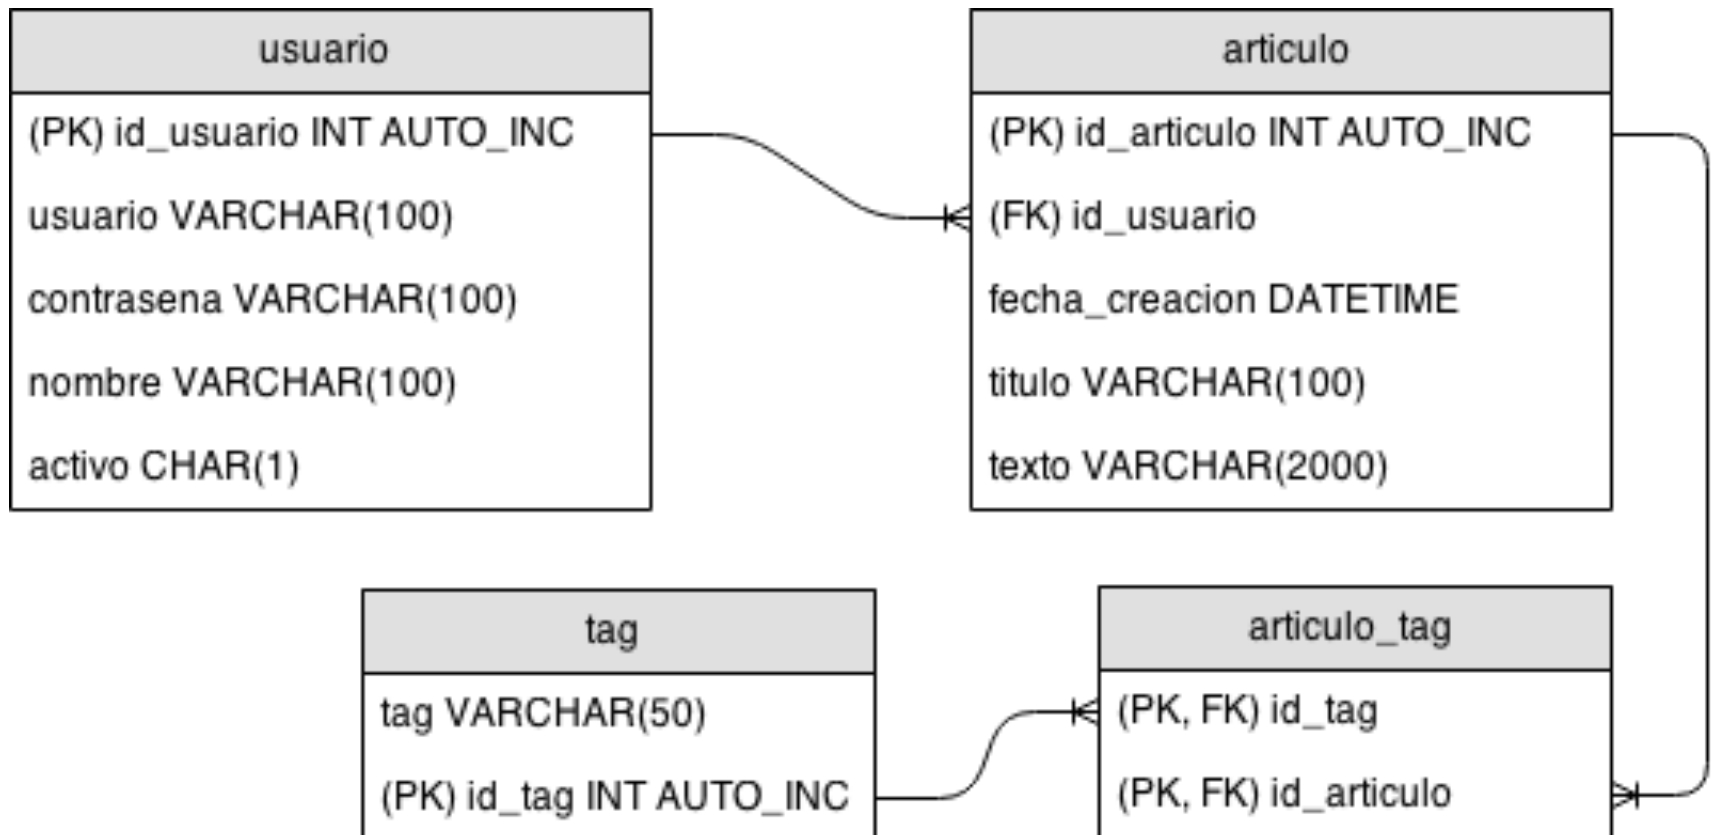 usuario
(PK) id_usuario INT AUTO_INC
usuario VARCHAR(100)
contrasena VARCHAR(100)
nombre VARCHAR(100)
activo CHAR(1)
articulo
(PK) id_articulo INT AUTO_INC
(FK) id_usuario
fecha_creacion DATETIME
titulo VARCHAR(100)
texto VARCHAR(2000)
tag
tag VARCHAR(50)
(PK) id_tag INT AUTO_INC
articulo_tag
(PK, FK) id_tag
(PK, FK) id_articulo